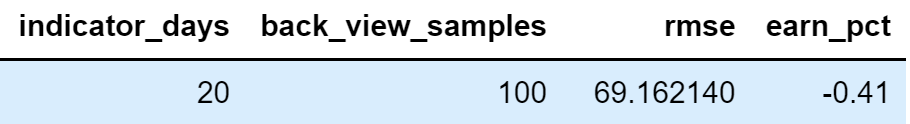 indicator_days back_view_samples rmse earn_pct
20 100 69.162140 -0.41